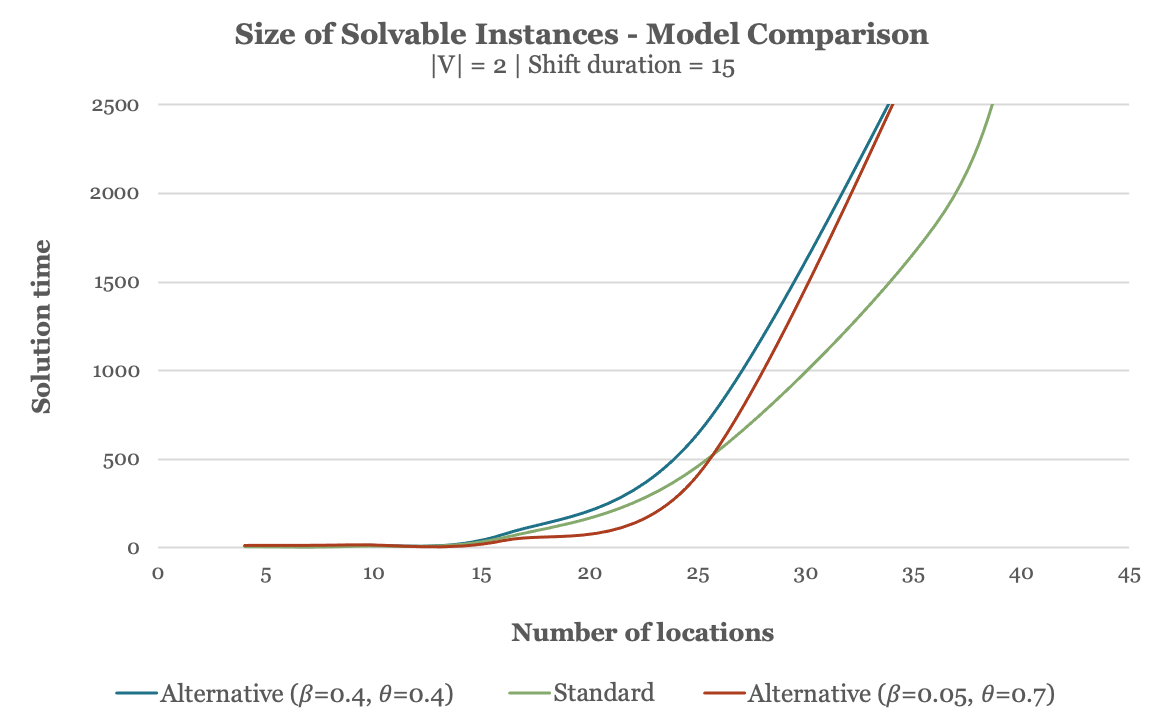 Size of Solvable Instances - Model Comparison
|V| = 2 | Shift duration = 15
2500
2000
1500
1000
500
0
Solution time
0 5 10 15 20 25 30 35 40 45
Number of locations
Alternative (β=0.4, θ=0.4) Standard Alternative (β=0.05, θ=0.7)